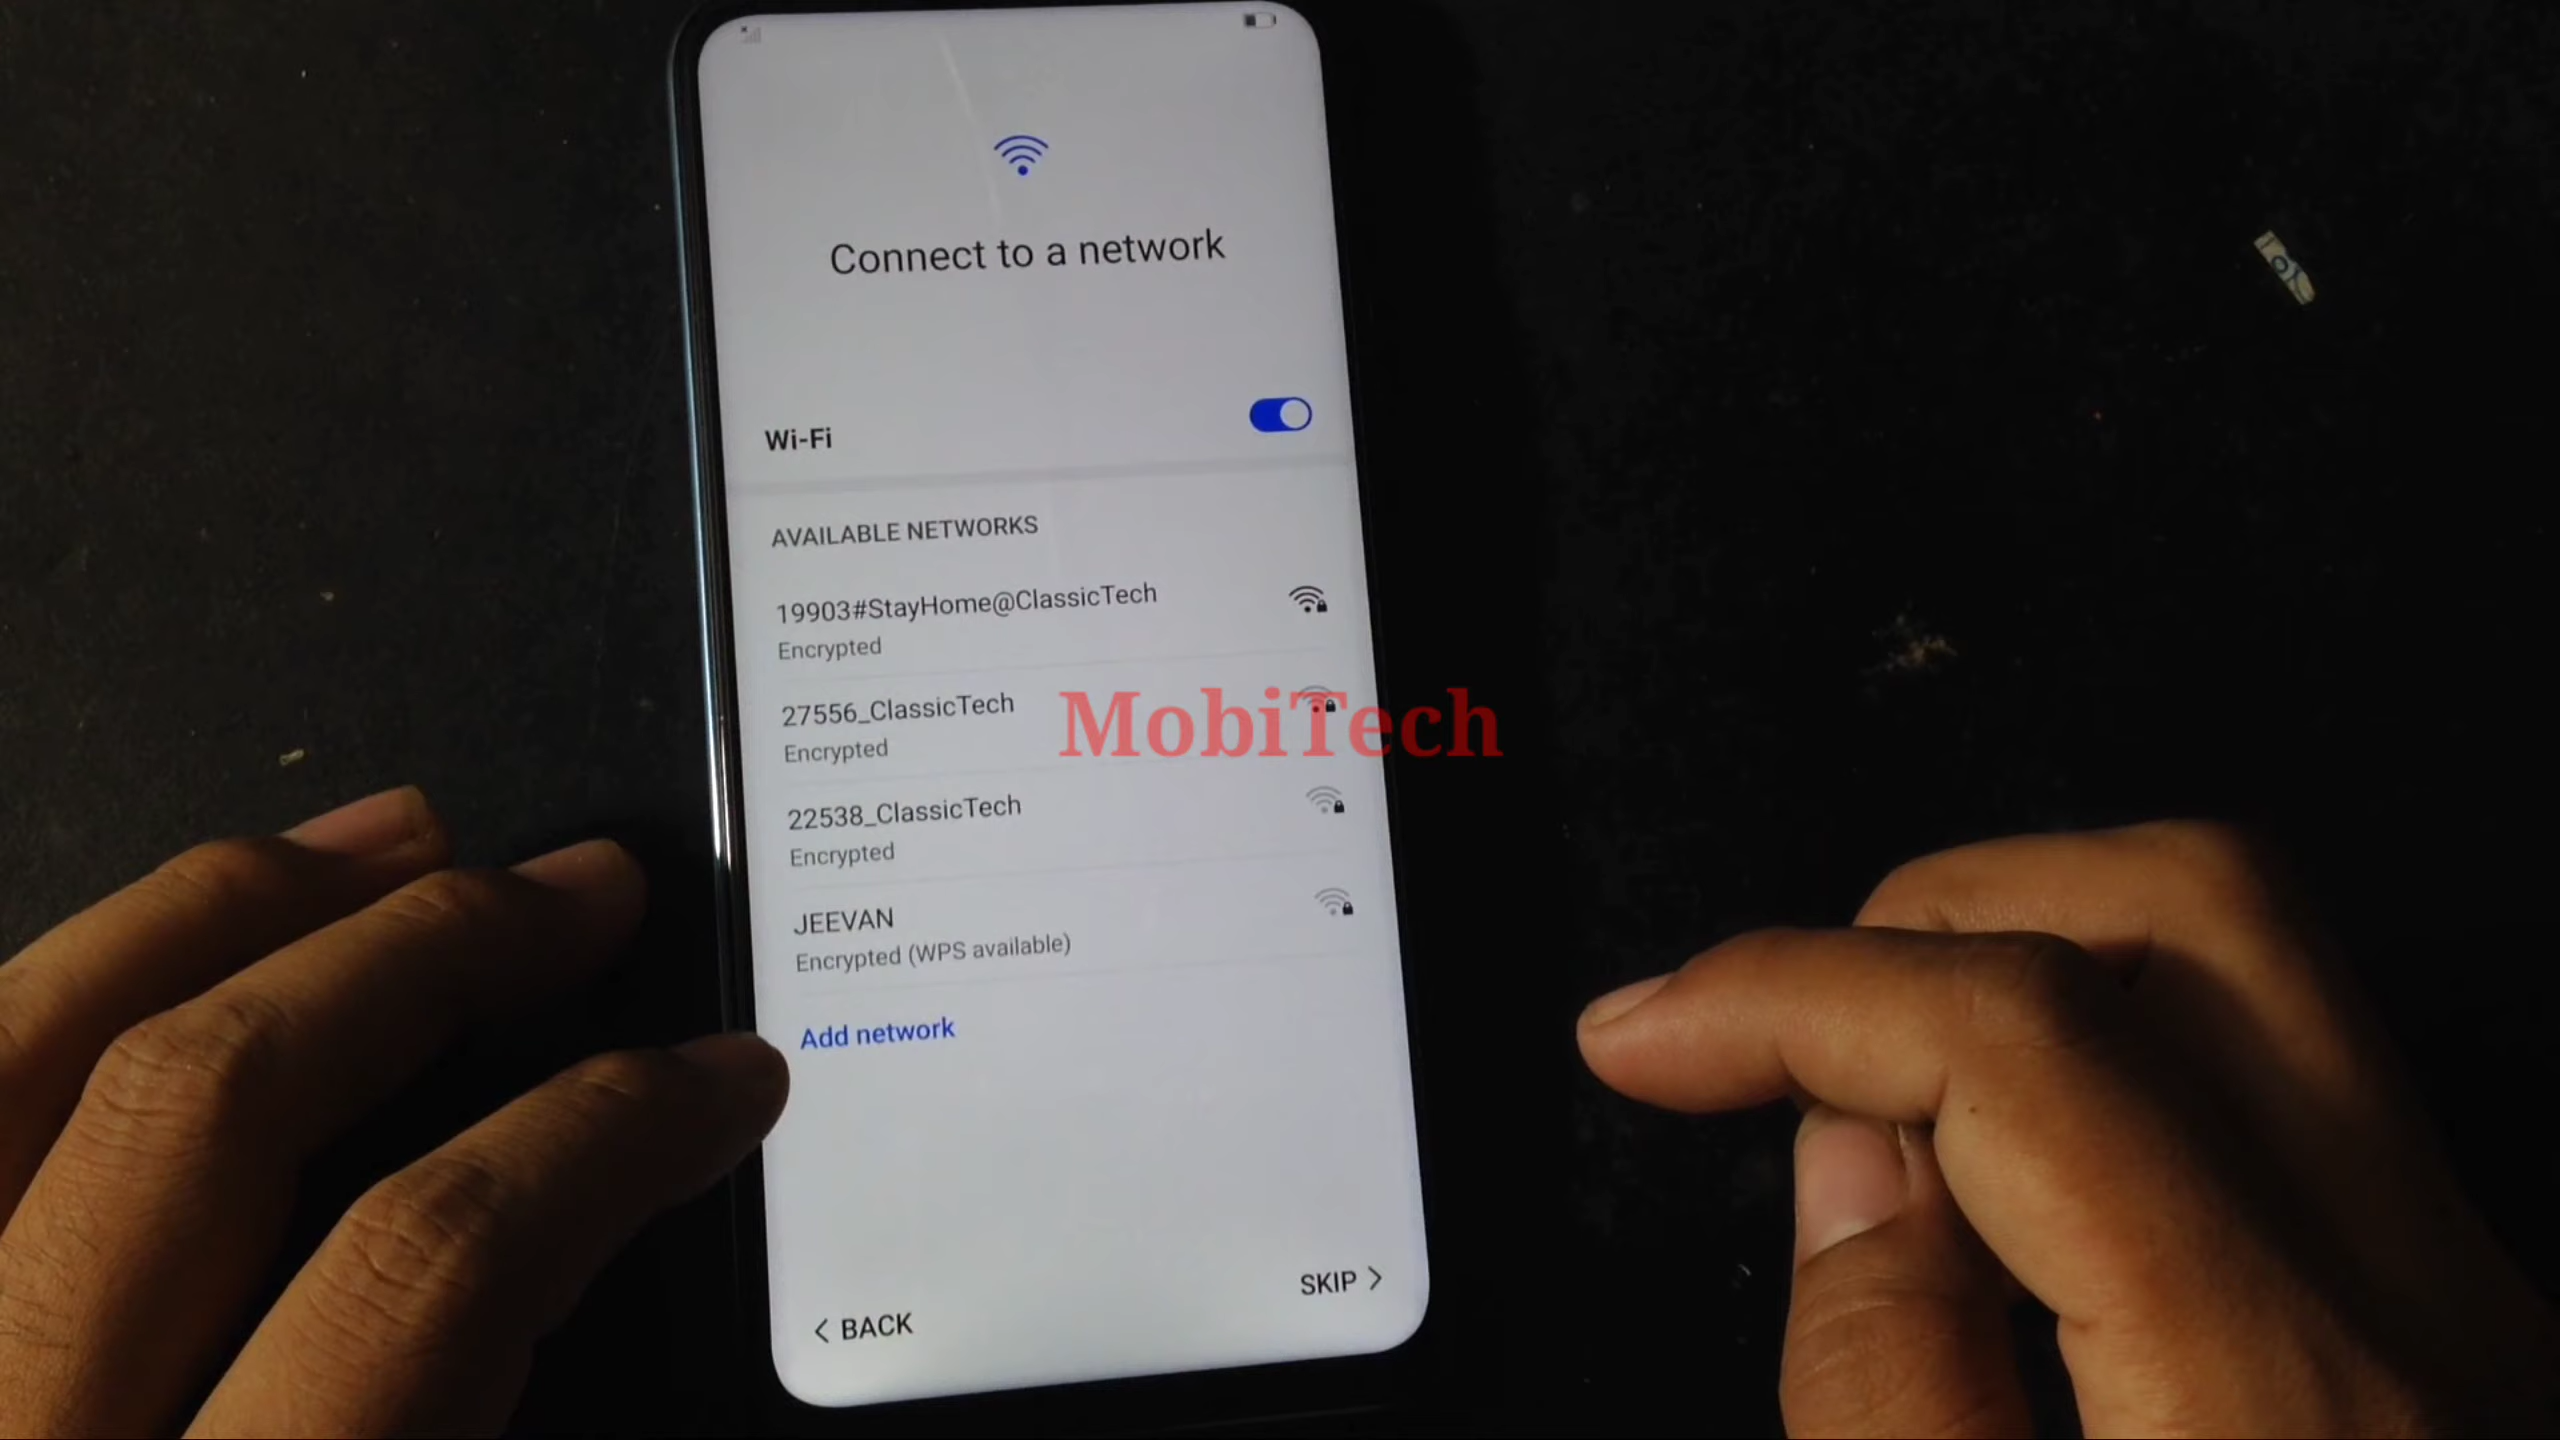 Connect to a network
Wi-Fi
AVAILABLE NETWORKS
19903#StayHome@ClassicTech
Encrypted
27556_ClassicTech
Encrypted
MobiTech
22538_ClassicTech
Encrypted
JEEVAN
Encrypted (WPS available)
Add network
SKIP
BACK